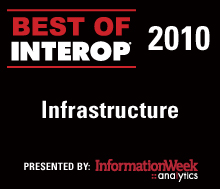 BEST OF
INTEROP® 2010
Infrastructure
PRESENTED BY: InformationWeek
:: analytics